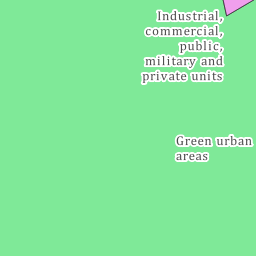 Industrial,
commercial,
public,
military and
private units
Green urban
areas